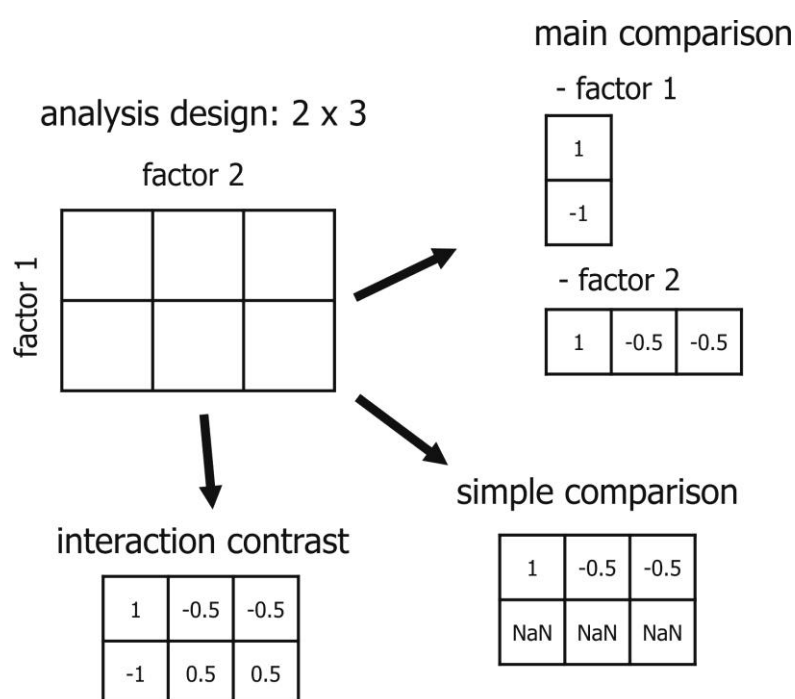 main comparison
- factor 1
1
-1
- factor 2
1 -0.5 -0.5
analysis design: 2 x 3
factor 2
factor 1
simple comparison
1 -0.5 -0.5
NaN NaN NaN
interaction contrast
1 -0.5 -0.5
-1 0.5 0.5